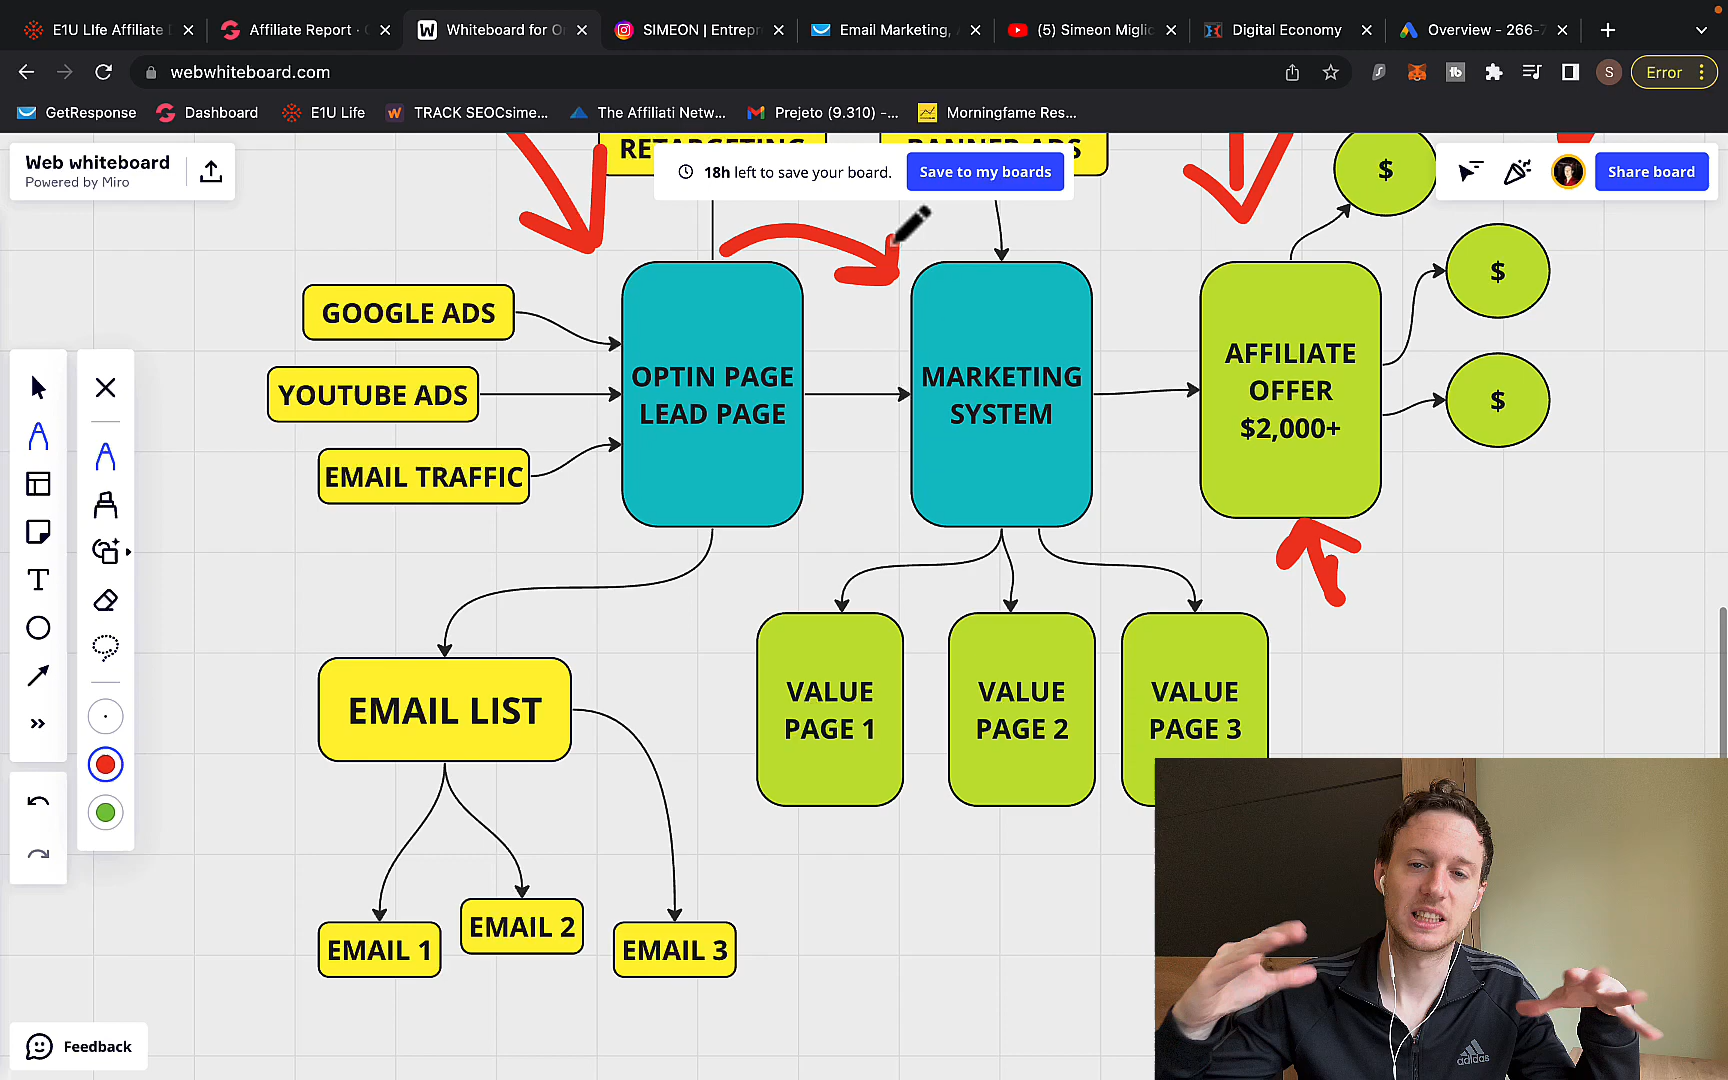 E1U LIfe Affiliate
Affiliate Report ·
Whiteboard for O
SIMEON | Entrepr
Email Marketing,
(5) Simeon Miglic
Digital Economy
Overview - 266-
webwhiteboard.com
S
Error
GetResponse
Dashboard
E1U Life
TRACK SEOCsime...
The Affiliati Netw...
Prejeto (9.310) -...
Morningfame Res...
Web whiteboard
Powered by Miro
18h left to save your board.
Save to my boards
Share board
RETARGETING
BANNER ADS
$
$
$
GOOGLE ADS
YOUTUBE ADS
EMAIL TRAFFIC
OPTIN PAGE
LEAD PAGE
MARKETING
SYSTEM
AFFILIATE
OFFER
$2,000+
EMAIL LIST
VALUE
PAGE 1
VALUE
PAGE 2
VALUE
PAGE 3
EMAIL 1
EMAIL 2
EMAIL 3
Feedback
adidas